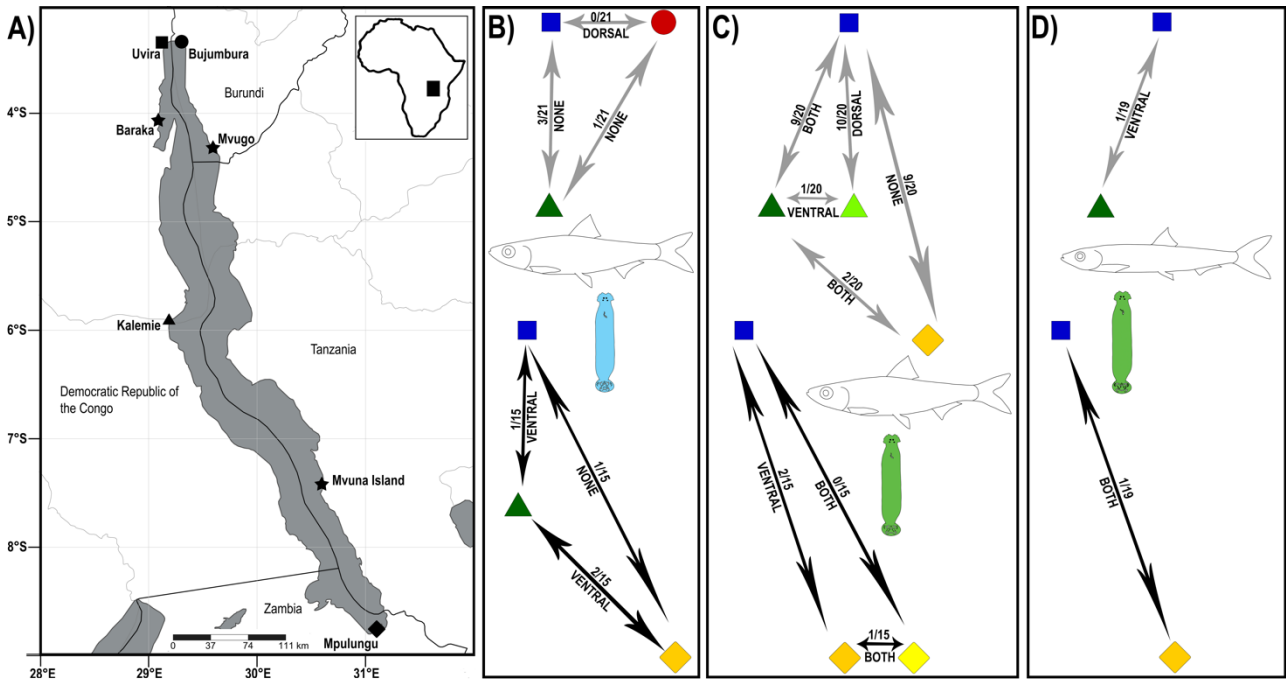 A)
Uvira
Bujumbura
Burundi
4°S
Baraka
Mvugo
5°S
Kalemie
6°S
Tanzania
Democratic Republic of
the Congo
7°S
Mvuna Island
8°S
Zambia
0 37 74 111 km
Mpulungu
28°E 29°E 30°E 31°E
B)
0/21
DORSAL
3/21
NONE
1/21
NONE
1/15
VENTRAL
1/15
NONE
2/15
VENTRAL
C)
9/20
BOTH
10/20
DORSAL
9/20
NONE
1/20
VENTRAL
2/20
BOTH
2/15
VENTRAL
0/15
BOTH
1/15
BOTH
D)
1/19
VENTRAL
1/19
BOTH